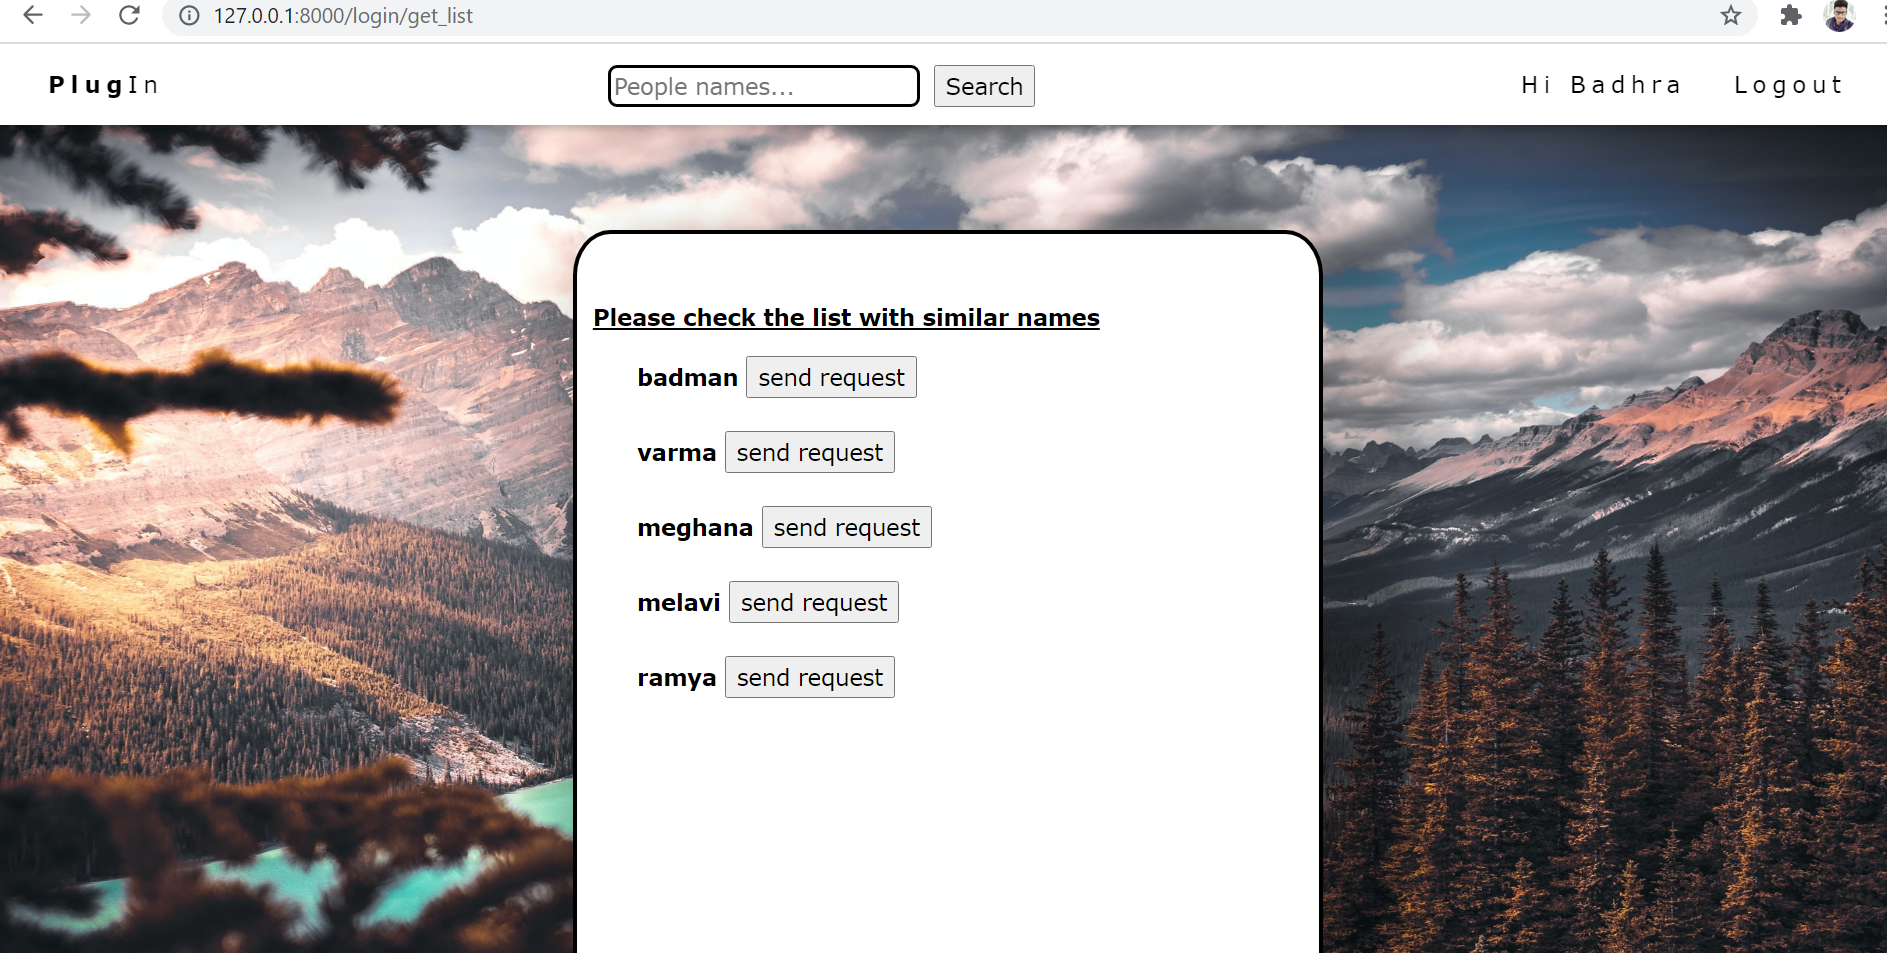 127.0.0.1:8000/login/get_list
PlugIn
People names...
Search
Hi Badhra
Logout
Please check the list with similar names
badman send request
varma send request
meghana send request
melavi send request
ramya send request